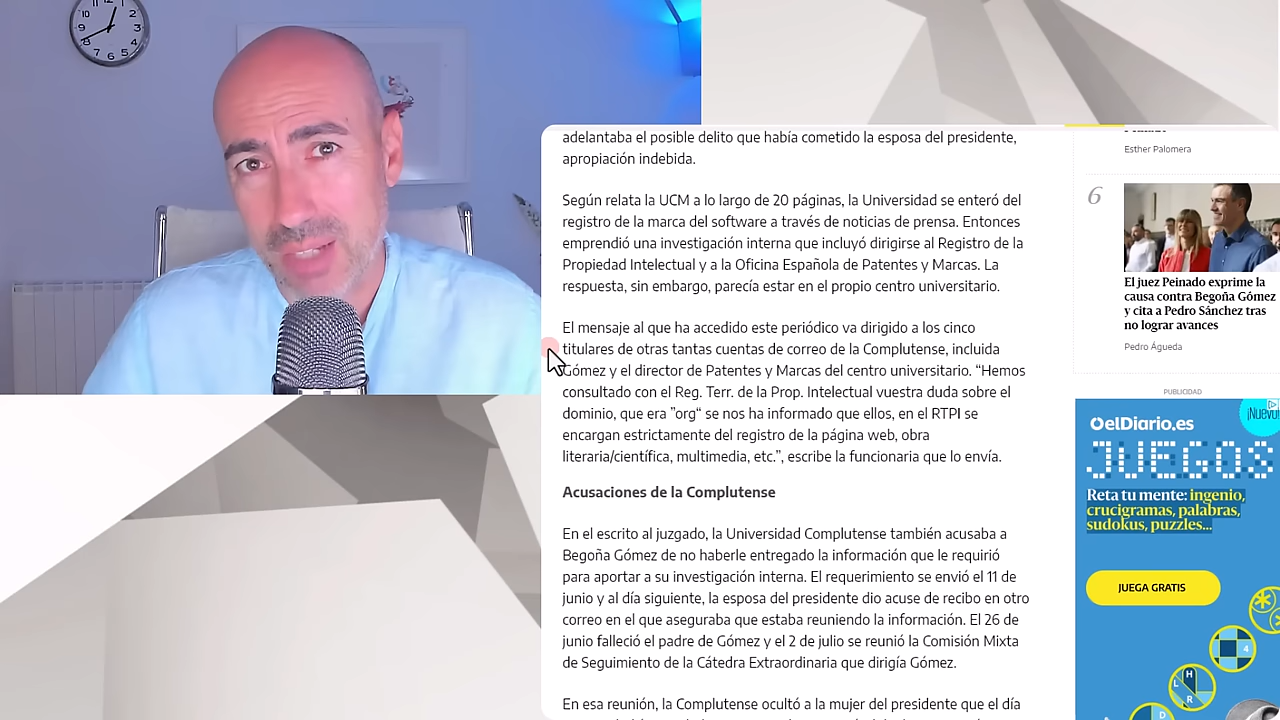 12
1
2
3
4
5
6
7
8
9
adelantaba el posible delito que había cometido la esposa del presidente,
apropiación indebida.
Según relata la UCM a lo largo de 20 páginas, la Universidad se enteró del
registro de la marca del software a través de noticias de prensa. Entonces
emprendió una investigación interna que incluyó dirigirse al Registro de la
Propiedad Intelectual y a la Oficina Española de Patentes y Marcas. La
respuesta, sin embargo, parecía estar en el propio centro universitario.
El mensaje al que ha accedido este periódico va dirigido a los cinco
titulares de otras tantas cuentas de correo de la Complutense, incluida
Gómez y el director de Patentes y Marcas del centro universitario. “Hemos
consultado con el Reg. Terr. de la Prop. Intelectual vuestra duda sobre el
dominio, que era ”org“ se nos ha informado que ellos, en el RTPI se
encargan estrictamente del registro de la página web, obra
literaria/científica, multimedia, etc.”, escribe la funcionaria que lo envía.
Acusaciones de la Complutense
En el escrito al juzgado, la Universidad Complutense también acusaba a
Begoña Gómez de no haberle entregado la información que le requirió
para aportar a su investigación interna. El requerimiento se envió el 11 de
junio y al día siguiente, la esposa del presidente dio acuse de recibo en otro
correo en el que aseguraba que estaba reuniendo la información. El 26 de
junio falleció el padre de Gómez y el 2 de julio se reunió la Comisión Mixta
de Seguimiento de la Cátedra Extraordinaria que dirigía Gómez.
En esa reunión, la Complutense ocultó a la mujer del presidente que el día
Esther Palomera
6
El juez Peinado exprime la
causa contra Begoña Gómez
y cita a Pedro Sánchez tras
no lograr avances
Pedro Águeda
PUBLICIDAD
elDiario.es
¡Nuevo!
JUEGOS
Reta tu mente: ingenio,
crucigramas, palabras,
sudokus, puzzles...
JUEGA GRATIS
4
H
L
R
D